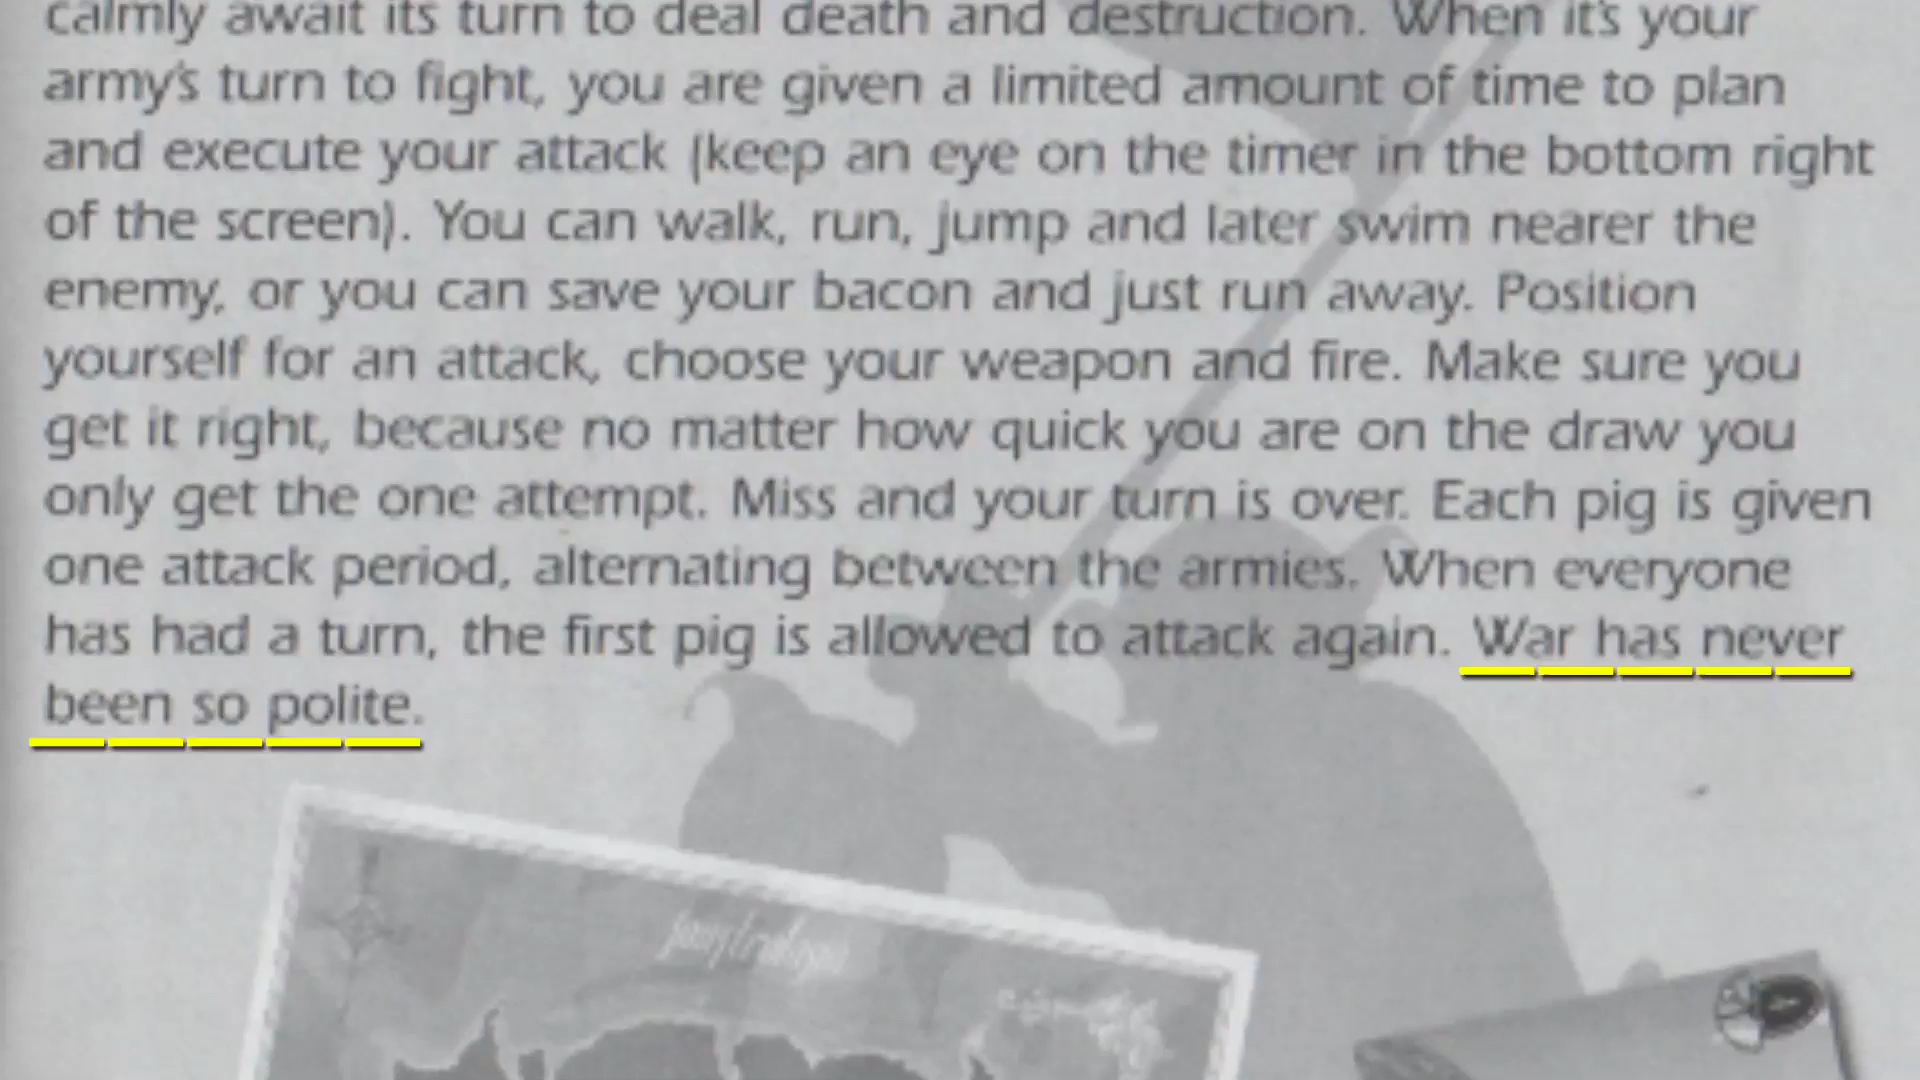 calmly await its turn to deal death and destruction. When it's your
army's turn to fight, you are given a limited amount of time to plan
and execute your attack (keep an eye on the timer in the bottom right
of the screen). You can walk, run, jump and later swim nearer the
enemy, or you can save your bacon and just run away. Position
yourself for an attack, choose your weapon and fire. Make sure you
get it right, because no matter how quick you are on the draw you
only get the one attempt. Miss and your turn is over. Each pig is given
one attack period, alternating between the armies. When everyone
has had a turn, the first pig is allowed to attack again. War has never
been so polite.